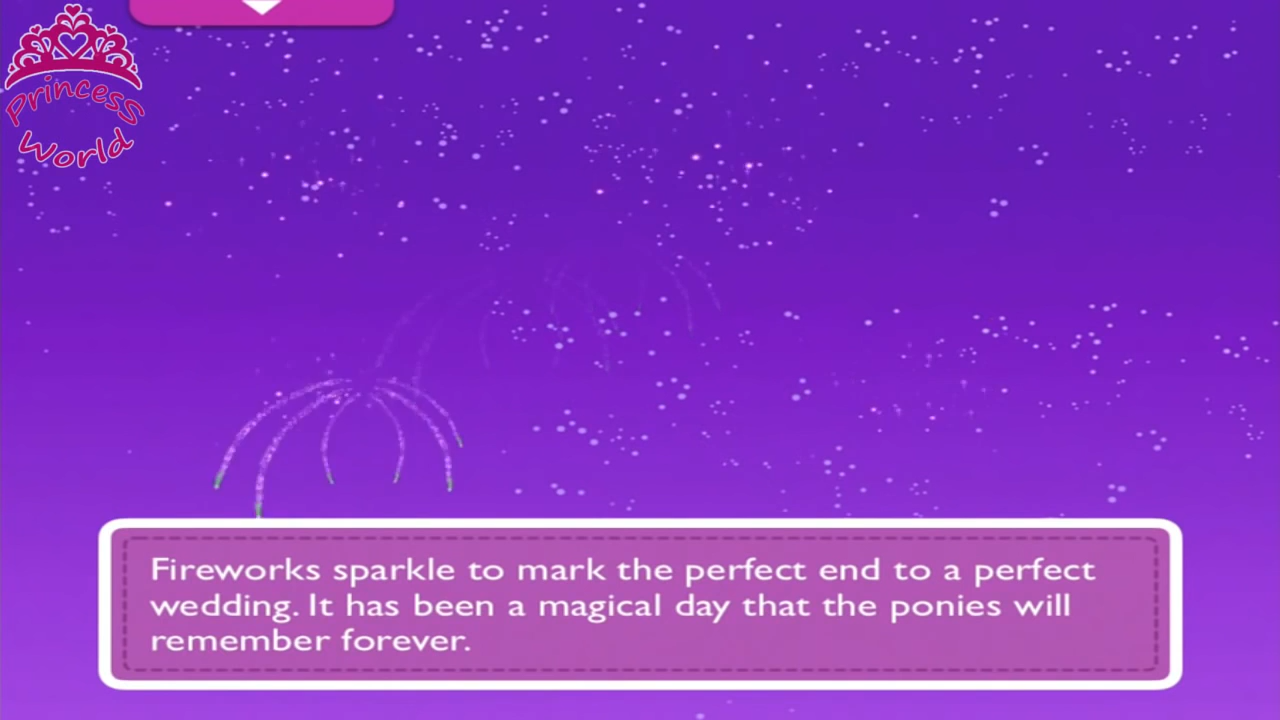 Princess
World
Fireworks sparkle to mark the perfect end to a perfect
wedding. It has been a magical day that the ponies will
remember forever.